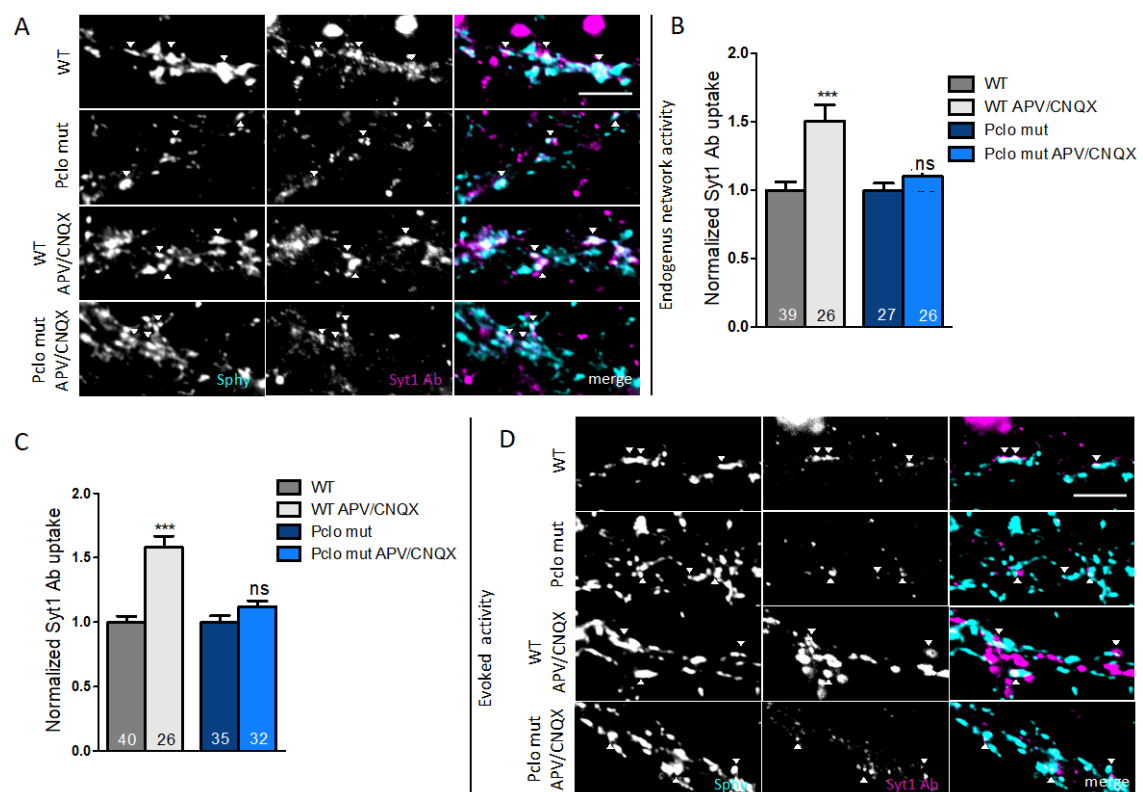 A
WT
Pclo mut
WT
APV/CNQX
Pclo mut
APV/CNQX
Sphy
Syt1 Ab
merge
B
Endogenus network activity
Normalized Syt1 Ab uptake
2.0
1.5
1.0
0.5
0.0
***
ns
39
26
27
26
WT
WT APV/CNQX
Pclo mut
Pclo mut APV/CNQX
C
Normalized Syt1 Ab uptake
2.0
1.5
1.0
0.5
0.0
***
ns
40
26
35
32
WT
WT APV/CNQX
Pclo mut
Pclo mut APV/CNQX
Evoked activity
D
WT
Pclo mut
WT
APV/CNQX
Pclo mut
APV/CNQX
Sphy
Syt1 Ab
merge